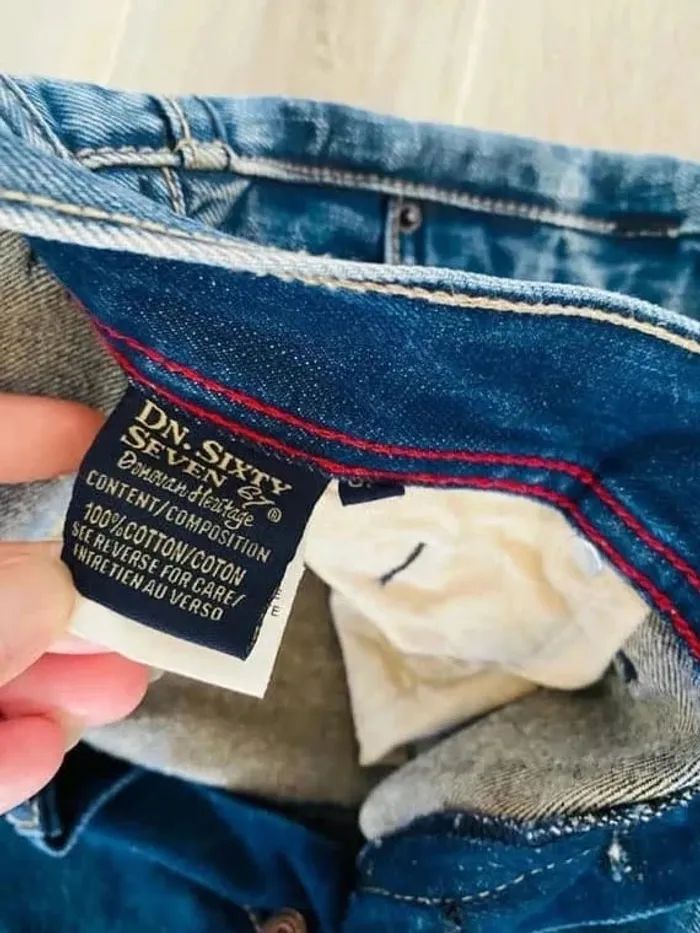 DN. SIXTY
SEVEN 67
Donovan Heritage ®
CONTENT/COMPOSITION
100%COTTON/COTON
SEE REVERSE FOR CARE/
ENTRETIEN AU VERSO